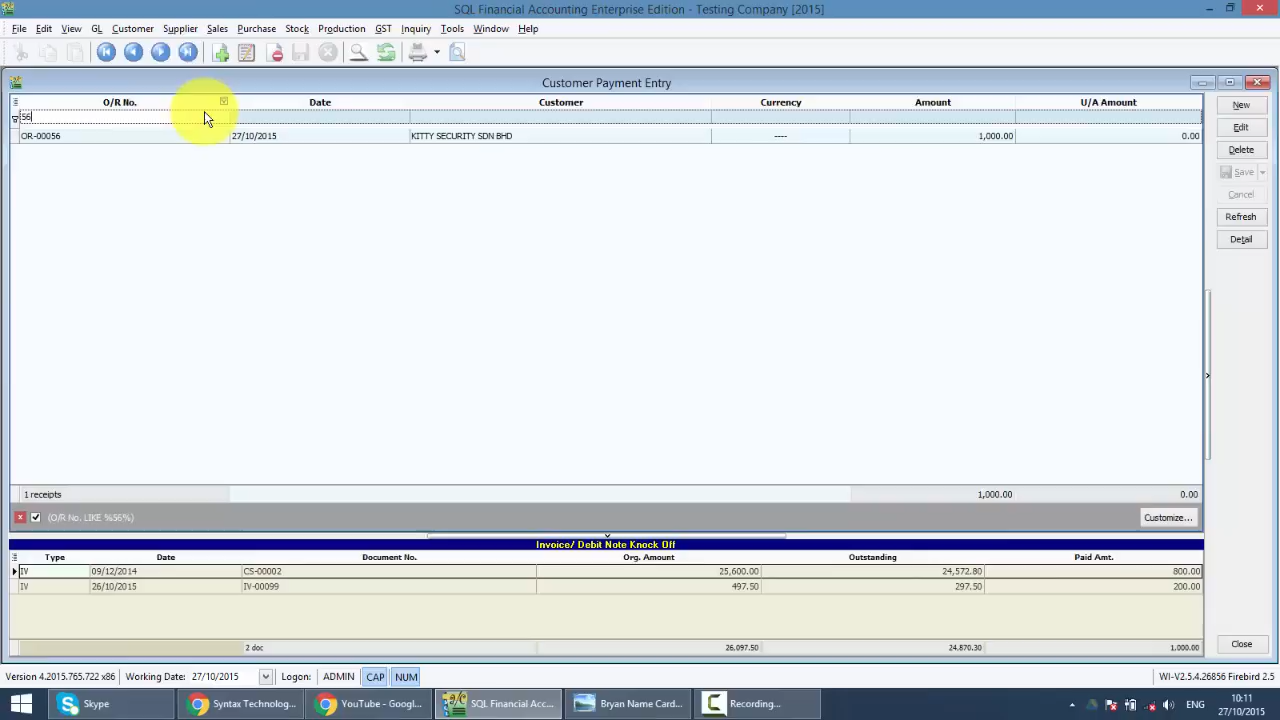 SQL Financial Accounting Enterprise Edition - Testing Company [2015]
File Edit View GL Customer Supplier Sales Purchase Stock Production GST Inquiry Tools Window Help
Customer Payment Entry
O/R No. Date Customer Currency Amount U/A Amount
56
OR-00056 27/10/2015 KITTY SECURITY SDN BHD ---- 1,000.00 0.00
New
Edit
Delete
Save
Cancel
Refresh
Detail
1 receipts 1,000.00 0.00
(O/R No. LIKE %56%) Customize...
Invoice/ Debit Note Knock Off
Type Date Document No. Org. Amount Outstanding Paid Amt.
IV 09/12/2014 CS-00002 25,600.00 24,572.80 800.00
IV 26/10/2015 IV-00099 497.50 297.50 200.00
2 doc 26,097.50 24,870.30 1,000.00
Close
Version 4.2015.765.722 x86 Working Date: 27/10/2015 Logon: ADMIN CAP NUM WI-V2.5.4.26856 Firebird 2.5
Skype Syntax Technolog... YouTube - Googl... SQL Financial Acc... Bryan Name Card... Recording... ENG 10:11
27/10/2015